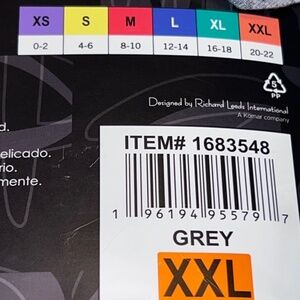 XS S M L XL XXL
0-2 4-6 8-10 12-14 16-18 20-22
5
PP
Designed by Richard Leeds International
A Komar company
d.
ITEM# 1683548
elicado.
rio.
mente.
1 96194 95579 7
GREY
XXL